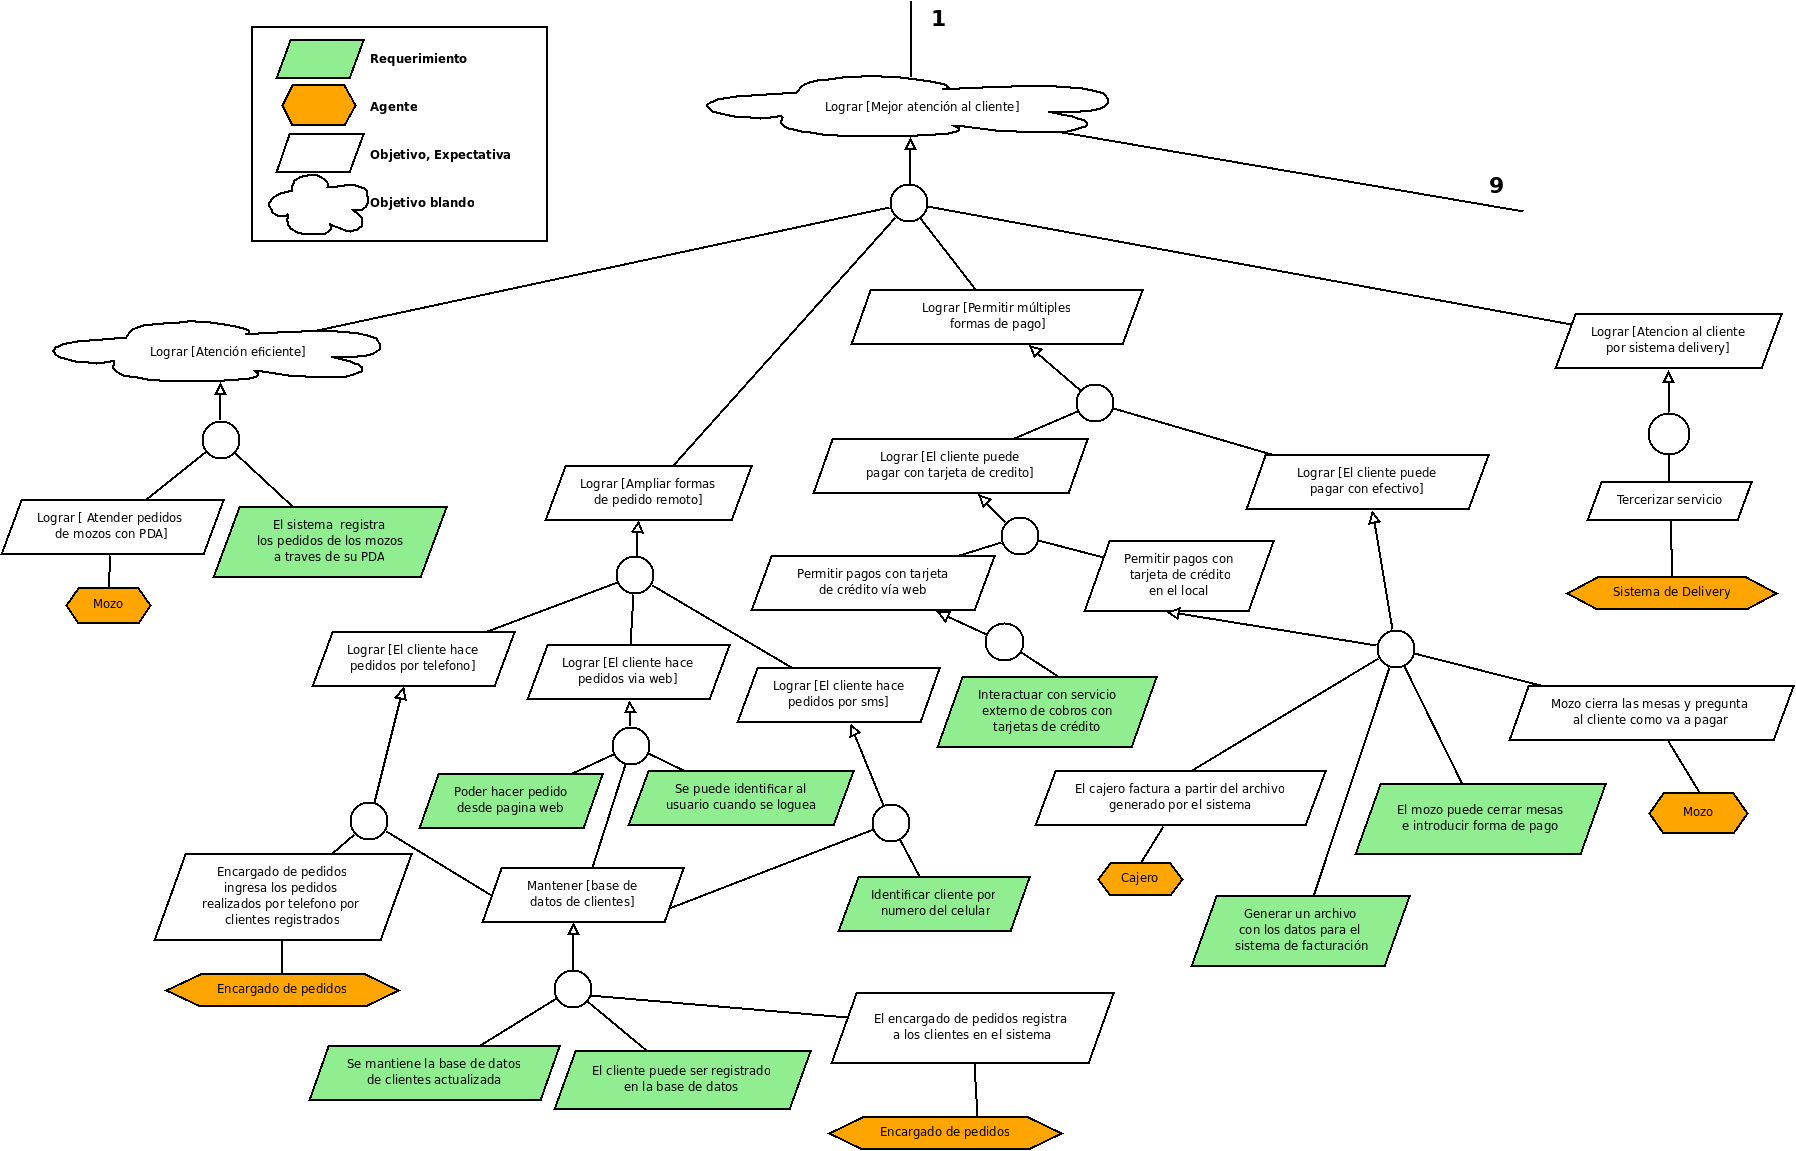 1
Requerimiento
Agente
Objetivo, Expectativa
Objetivo blando
Lograr [Mejor atención al cliente]
9
Lograr [Permitir múltiples
formas de pago]
Lograr [Atencion al cliente
por sistema delivery]
Lograr [Atención eficiente]
Lograr [El cliente puede
pagar con tarjeta de credito]
Lograr [El cliente puede
pagar con efectivo]
Lograr [Ampliar formas
de pedido remoto]
Tercerizar servicio
Lograr [ Atender pedidos
de mozos con PDA]
El sistema  registra
los pedidos de los mozos
a traves de su PDA
Permitir pagos con tarjeta
de crédito vía web
Permitir pagos con
tarjeta de crédito
en el local
Sistema de Delivery
Mozo
Lograr [El cliente hace
pedidos por telefono]
Lograr [El cliente hace
pedidos via web]
Lograr [El cliente hace
pedidos por sms]
Interactuar con servicio
externo de cobros con
tarjetas de crédito
Mozo cierra las mesas y pregunta
al cliente como va a pagar
Poder hacer pedido
desde pagina web
Se puede identificar al
usuario cuando se loguea
El cajero factura a partir del archivo
generado por el sistema
El mozo puede cerrar mesas
e introducir forma de pago
Mozo
Encargado de pedidos
ingresa los pedidos
realizados por telefono por
clientes registrados
Mantener [base de
datos de clientes]
Identificar cliente por
numero del celular
Cajero
Generar un archivo
con los datos para el
sistema de facturación
Encargado de pedidos
El encargado de pedidos registra
a los clientes en el sistema
Se mantiene la base de datos
de clientes actualizada
El cliente puede ser registrado
en la base de datos
Encargado de pedidos